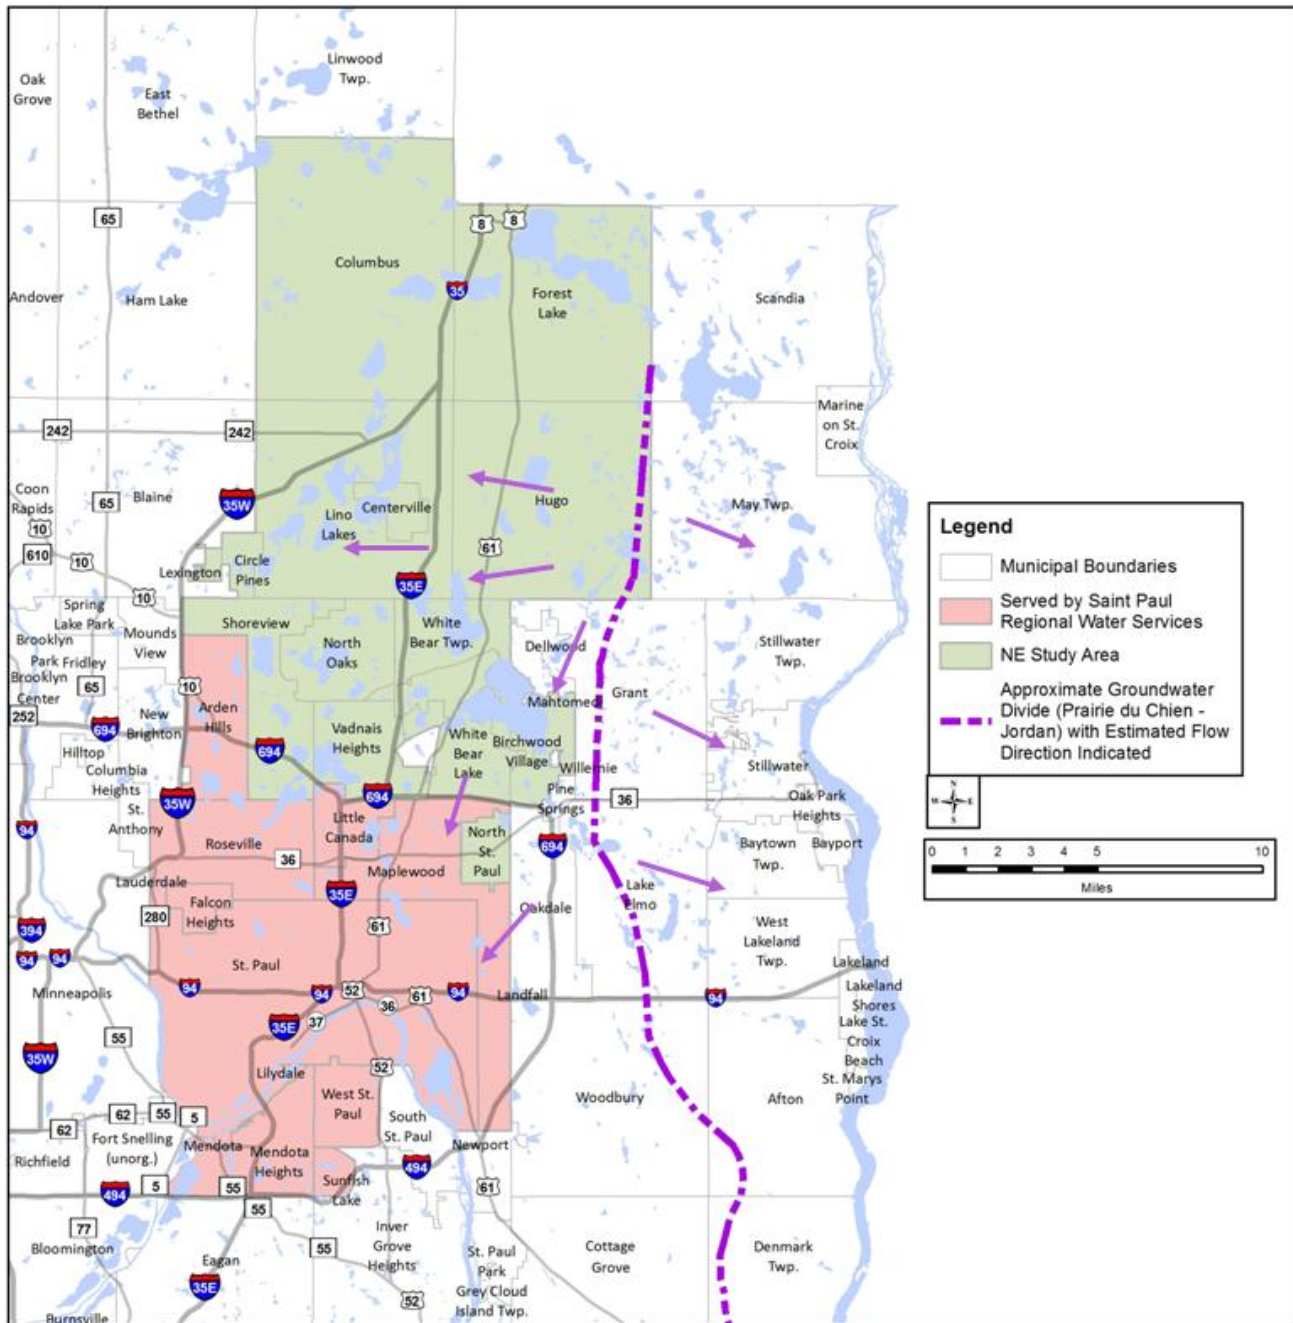 Linwood
Twp.
Oak
Grove
East
Bethel
65
8
8
Columbus
35
Andover
Ham Lake
Forest
Lake
Scandia
Marine
on St.
Croix
242
242
Coon
Rapids
65
Blaine
35W
Centerville
Lino
Lakes
Hugo
May Twp.
10
610
10
61
Lexington
Circle
Pines
35E
10
Spring
Lake Park
Brooklyn
Park
Fridley
Mounds
View
Shoreview
North
Oaks
White
Bear Twp.
Dellwood
Stillwater
Twp.
Brooklyn
Center
65
252
694
New
Brighton
10
Arden
Hills
694
Vadnais
Heights
White
Bear
Lake
Mahtomedi
Grant
Birchwood
Village
Willernie
Hilltop
Columbia
Heights
St.
Anthony
35W
694
Pine
Springs
36
Stillwater
Oak Park
Heights
94
Roseville
36
Little
Canada
Maplewood
North
St.
Paul
694
Baytown
Twp.
Bayport
Lauderdale
280
Falcon
Heights
35E
Oakdale
Lake
Elmo
394
94
94
St. Paul
61
West
Lakeland
Twp.
Lakeland
Minneapolis
94
94
52
36
61
94
Landfall
94
Lakeland
Shores
Lake St.
Croix
Beach
St. Marys
Point
55
35W
35E
37
Lilydale
52
West St.
Paul
South
St. Paul
Woodbury
Afton
62
62
55
5
Fort Snelling
(unorg.)
Richfield
Mendota
Mendota
Heights
Sunfish
Lake
494
Newport
494
5
55
55
61
77
Bloomington
Eagan
35E
55
Inver
Grove
Heights
52
St. Paul
Park
Grey Cloud
Island Twp.
Cottage
Grove
Denmark
Twp.
Burnsville
Legend
Municipal Boundaries
Served by Saint Paul
Regional Water Services
NE Study Area
Approximate Groundwater
Divide (Prairie du Chien -
Jordan) with Estimated Flow
Direction Indicated
N
W E
S
0 1 2 3 4 5 10
Miles